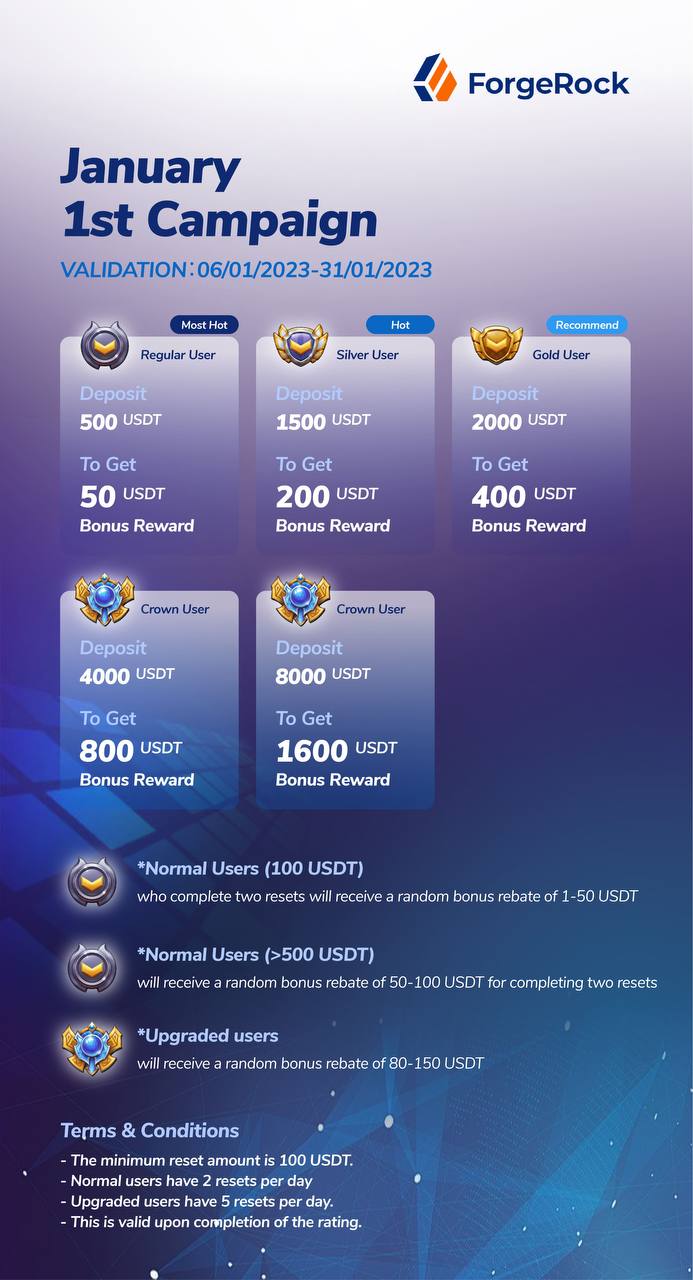 ForgeRock
January
1st Campaign
VALIDATION:06/01/2023-31/01/2023
Most Hot
Regular User
Deposit
500 USDT
To Get
50 USDT
Bonus Reward
Hot
Silver User
Deposit
1500 USDT
To Get
200 USDT
Bonus Reward
Recommend
Gold User
Deposit
2000 USDT
To Get
400 USDT
Bonus Reward
Crown User
Deposit
4000 USDT
To Get
800 USDT
Bonus Reward
Crown User
Deposit
8000 USDT
To Get
1600 USDT
Bonus Reward
*Normal Users (100 USDT)
who complete two resets will receive a random bonus rebate of 1-50 USDT
*Normal Users (>500 USDT)
will receive a random bonus rebate of 50-100 USDT for completing two resets
*Upgraded users
will receive a random bonus rebate of 80-150 USDT
Terms & Conditions
- The minimum reset amount is 100 USDT.
- Normal users have 2 resets per day
- Upgraded users have 5 resets per day.
- This is valid upon completion of the rating.